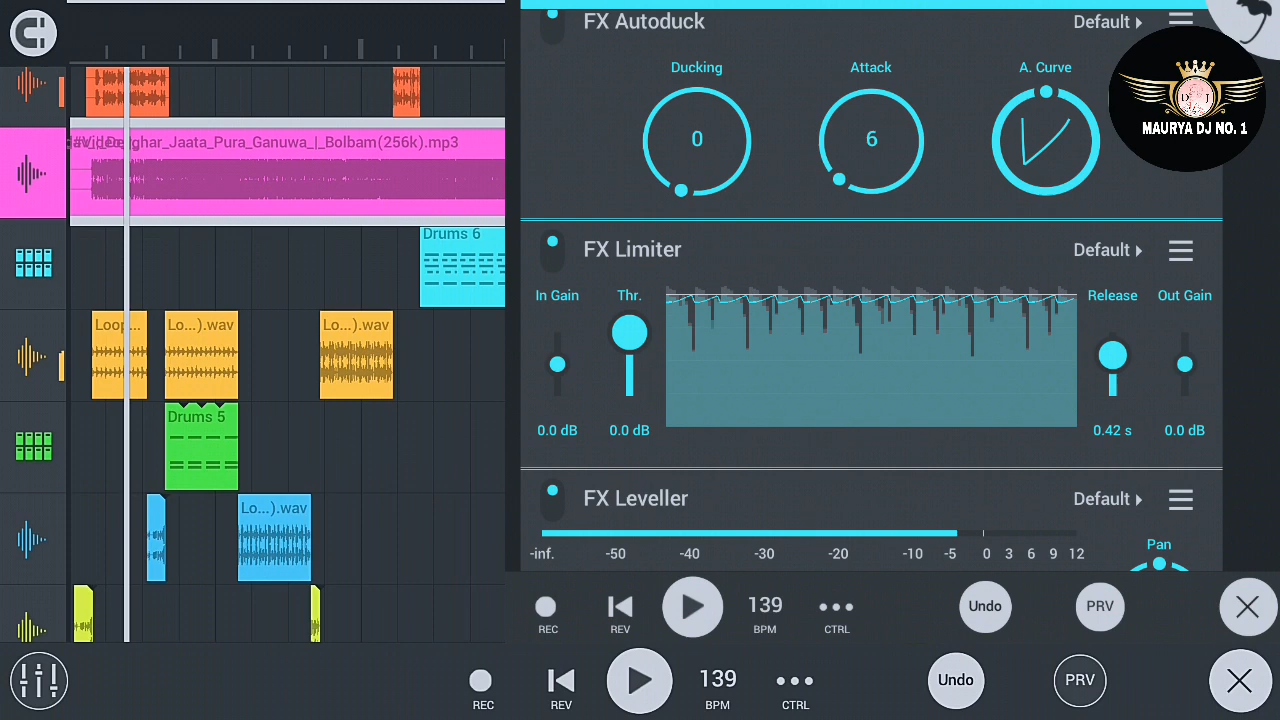 FX Autoduck
Default
Ducking
Attack
A. Curve
0
6
MAURYA DJ NO. 1
ghar_Jaata_Pura_Ganuwa_|_Bolbam(256k).mp3
Drums 6
FX Limiter
Default
In Gain
Thr.
Release
Out Gain
0.0 dB
0.0 dB
0.42 s
0.0 dB
Loop...
Lo...).wav
Lo...).wav
Drums 5
Lo...).wav
FX Leveller
Default
-inf.
-50
-40
-30
-20
-10
-5
0
3
6
9
12
Pan
139
Undo
PRV
REC
REV
BPM
CTRL
139
Undo
PRV
REC
REV
BPM
CTRL